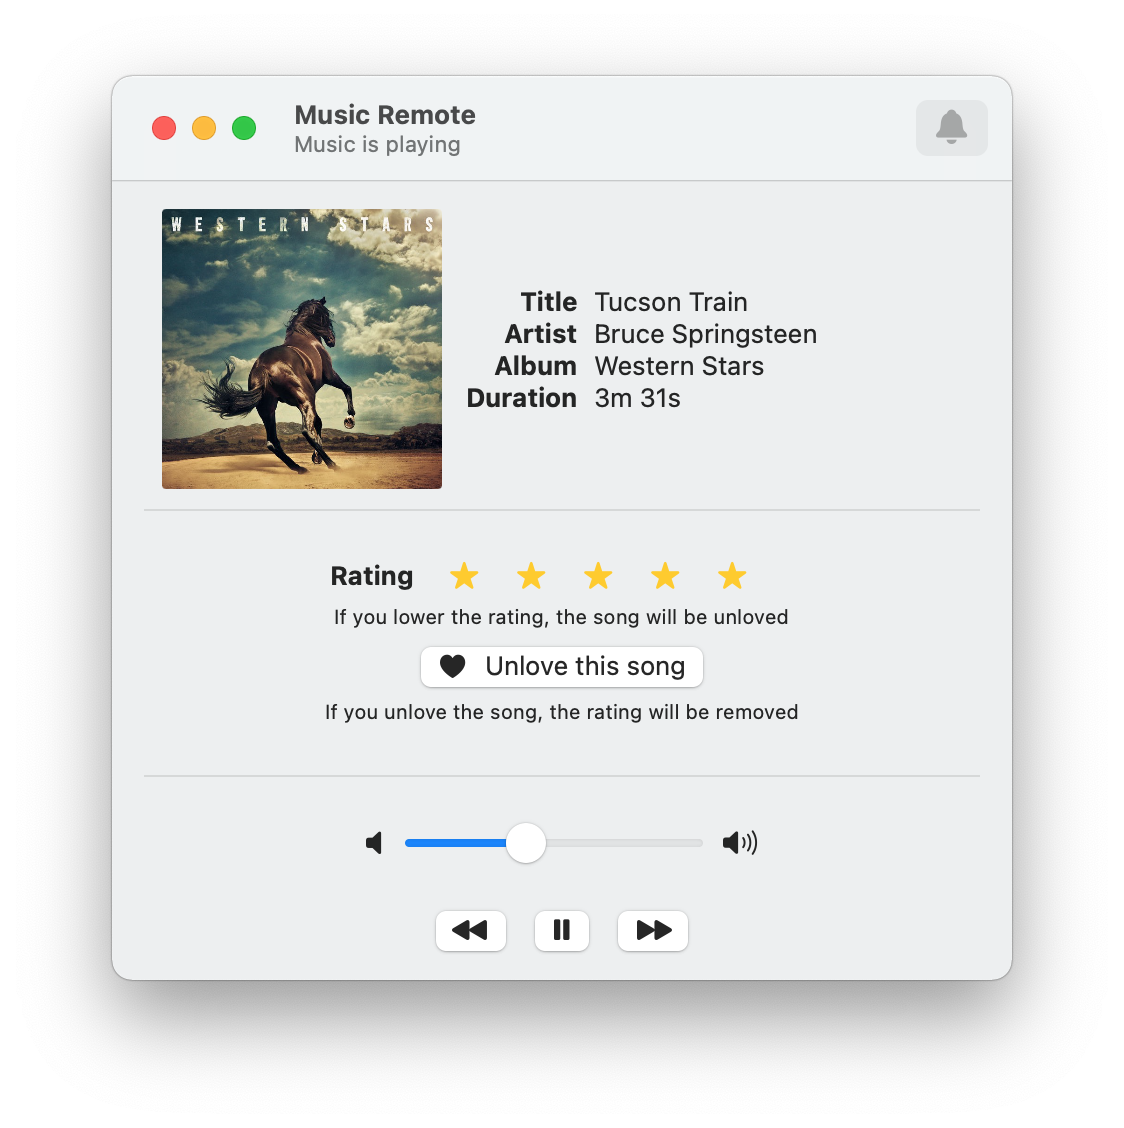 Music Remote
Music is playing
WESTERN STARS
Title Tucson Train
Artist Bruce Springsteen
Album Western Stars
Duration 3m 31s
Rating
If you lower the rating, the song will be unloved
Unlove this song
If you unlove the song, the rating will be removed